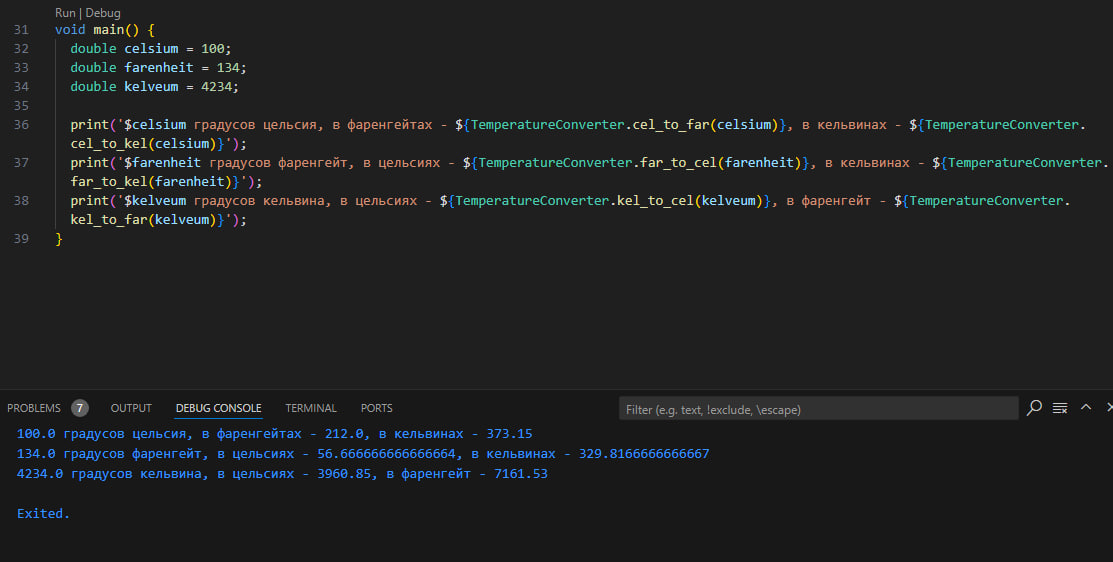 Run | Debug
31 void main() {
32 double celsium = 100;
33 double farenheit = 134;
34 double kelveum = 4234;
35
36 print('$celsium градусов цельсия, в фаренгейтах - ${TemperatureConverter.cel_to_far(celsium)}, в кельвинах - ${TemperatureConverter.
cel_to_kel(celsium)}');
37 print('$farenheit градусов фаренгейт, в цельсиях - ${TemperatureConverter.far_to_cel(farenheit)}, в кельвинах - ${TemperatureConverter.
far_to_kel(farenheit)}');
38 print('$kelveum градусов кельвина, в цельсиях - ${TemperatureConverter.kel_to_cel(kelveum)}, в фаренгейт - ${TemperatureConverter.
kel_to_far(kelveum)}');
39 }
PROBLEMS 7 OUTPUT DEBUG CONSOLE TERMINAL PORTS Filter (e.g. text, !exclude, \escape)
100.0 градусов цельсия, в фаренгейтах - 212.0, в кельвинах - 373.15
134.0 градусов фаренгейт, в цельсиях - 56.666666666666664, в кельвинах - 329.8166666666667
4234.0 градусов кельвина, в цельсиях - 3960.85, в фаренгейт - 7161.53
Exited.